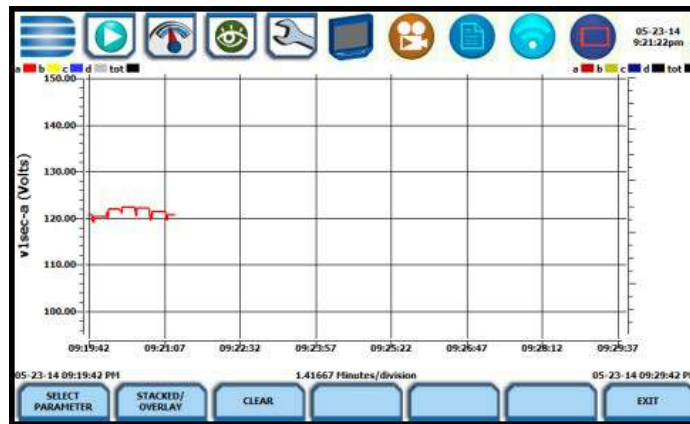 05-23-14
9:21:22pm
a b c d tot
a b c d tot
150.00
140.00
130.00
120.00
110.00
100.00
v1sec-a (Volts)
09:19:42 09:21:07 09:22:32 09:23:57 09:25:22 09:26:47 09:28:12 09:29:37
05-23-14 09:19:42 PM 1.41667 Minutes/division 05-23-14 09:29:42 P
SELECT PARAMETER
STACKED/ OVERLAY
CLEAR
EXIT